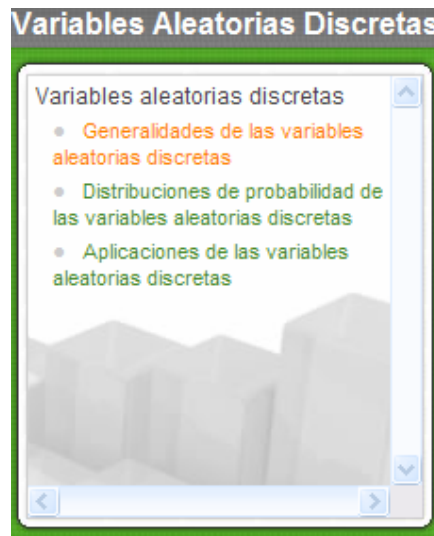 Variables Aleatorias Discretas
Variables aleatorias discretas
Generalidades de las variables
aleatorias discretas
Distribuciones de probabilidad de
las variables aleatorias discretas
Aplicaciones de las variables
aleatorias discretas